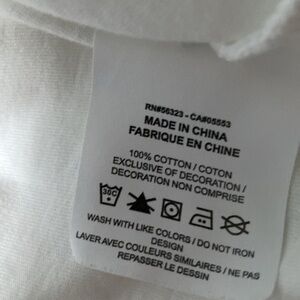 RN#56323 - CA#05553
MADE IN CHINA
FABRIQUE EN CHINE
100% COTTON / COTON
EXCLUSIVE OF DECORATION /
DECORATION NON COMPRISE
30C
WASH WITH LIKE COLORS / DO NOT IRON
DESIGN
LAVER AVEC COULEURS SIMILAIRES / NE PAS
REPASSER LE DESSIN